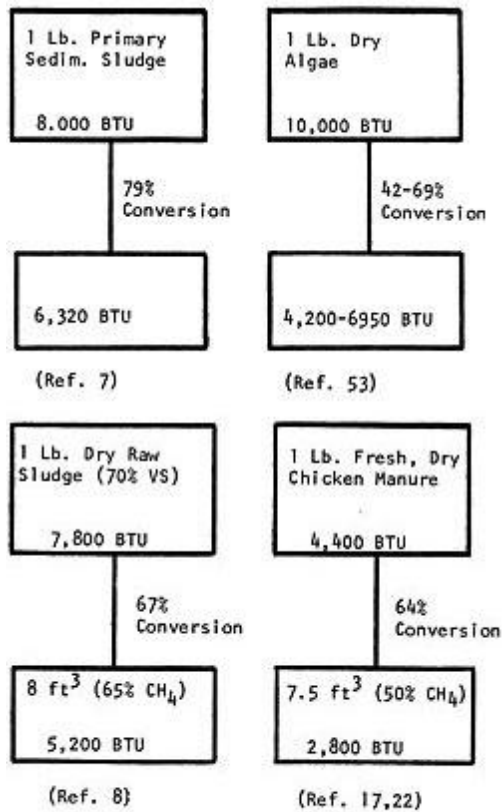 1 Lb. Primary
Sedim. Sludge
8.000 BTU
79%
Conversion
6,320 BTU
(Ref. 7)
1 Lb. Dry
Algae
10,000 BTU
42-69%
Conversion
4,200-6950 BTU
(Ref. 53)
1 Lb. Dry Raw
Sludge (70% VS)
7,800 BTU
67%
Conversion
8 ft³ (65% CH₄)
5,200 BTU
(Ref. 8)
1 Lb. Fresh, Dry
Chicken Manure
4,400 BTU
64%
Conversion
7.5 ft³ (50% CH₄)
2,800 BTU
(Ref. 17,22)